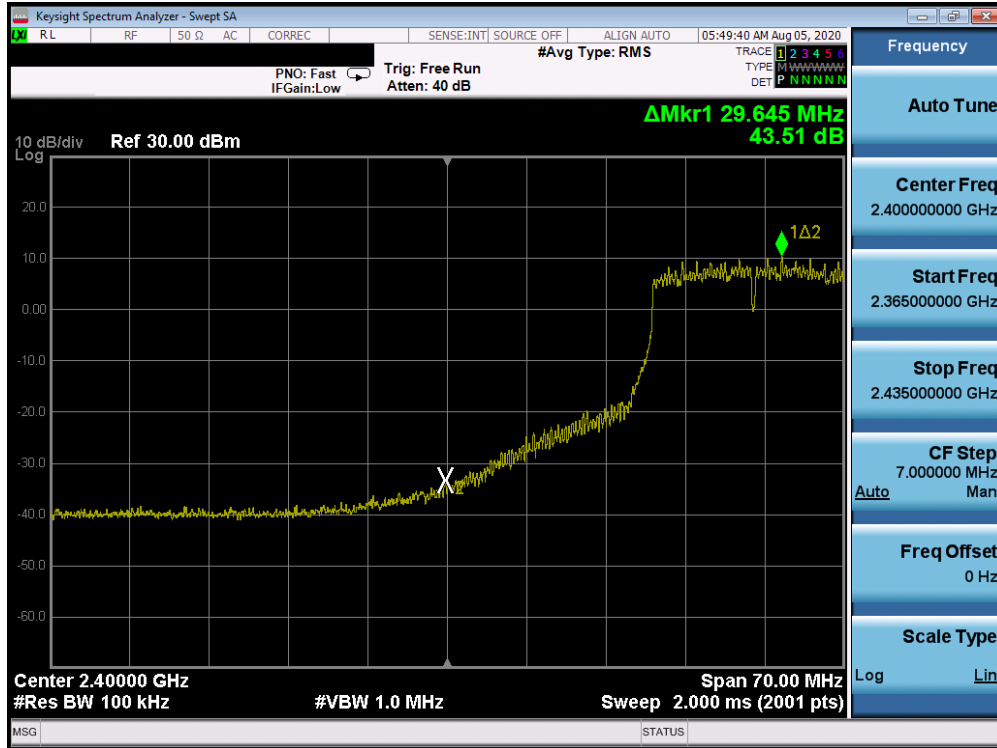 Keysight Spectrum Analyzer - Swept SA
LXI RL RF 50 Ω AC CORREC SENSE:INT SOURCE OFF ALIGN AUTO 05:49:40 AM Aug 05, 2020
#Avg Type: RMS
TRACE 1 2 3 4 5 6
TYPE M WWWWW
DET P N N N N N
PNO: Fast
IFGain:Low
Trig: Free Run
Atten: 40 dB
ΔMkr1 29.645 MHz
43.51 dB
10 dB/div
Log
Ref 30.00 dBm
20.0
10.0
0.00
-10.0
-20.0
-30.0
-40.0
-50.0
-60.0
1Δ2
X2
Center 2.40000 GHz
#Res BW 100 kHz
#VBW 1.0 MHz
Span 70.00 MHz
Sweep 2.000 ms (2001 pts)
MSG
STATUS
Frequency
Auto Tune
Center Freq
2.400000000 GHz
Start Freq
2.365000000 GHz
Stop Freq
2.435000000 GHz
CF Step
7.000000 MHz
Auto Man
Freq Offset
0 Hz
Scale Type
Log Lin